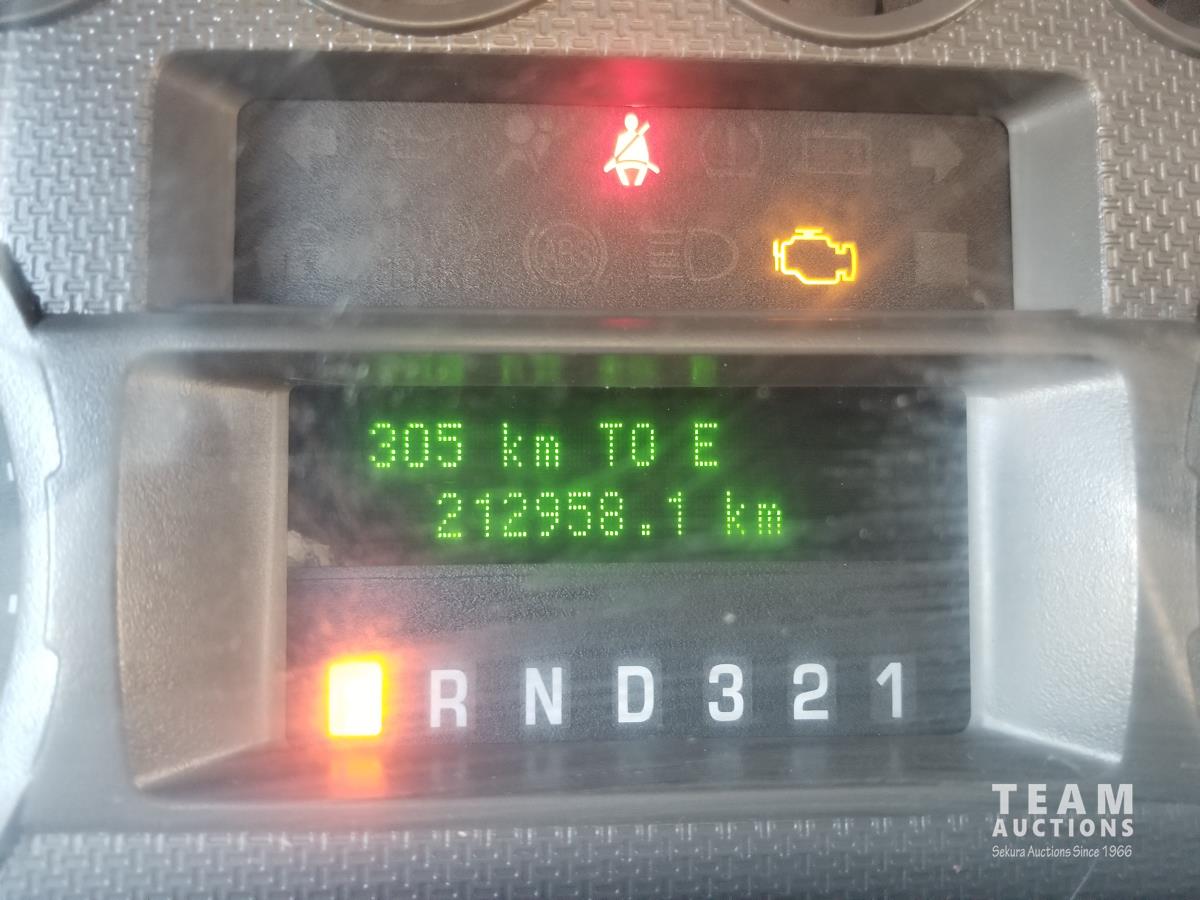 305 km TO E
212958.1 km
R N D 3 2 1
TEAM
AUCTIONS
Sekura Auctions Since 1966